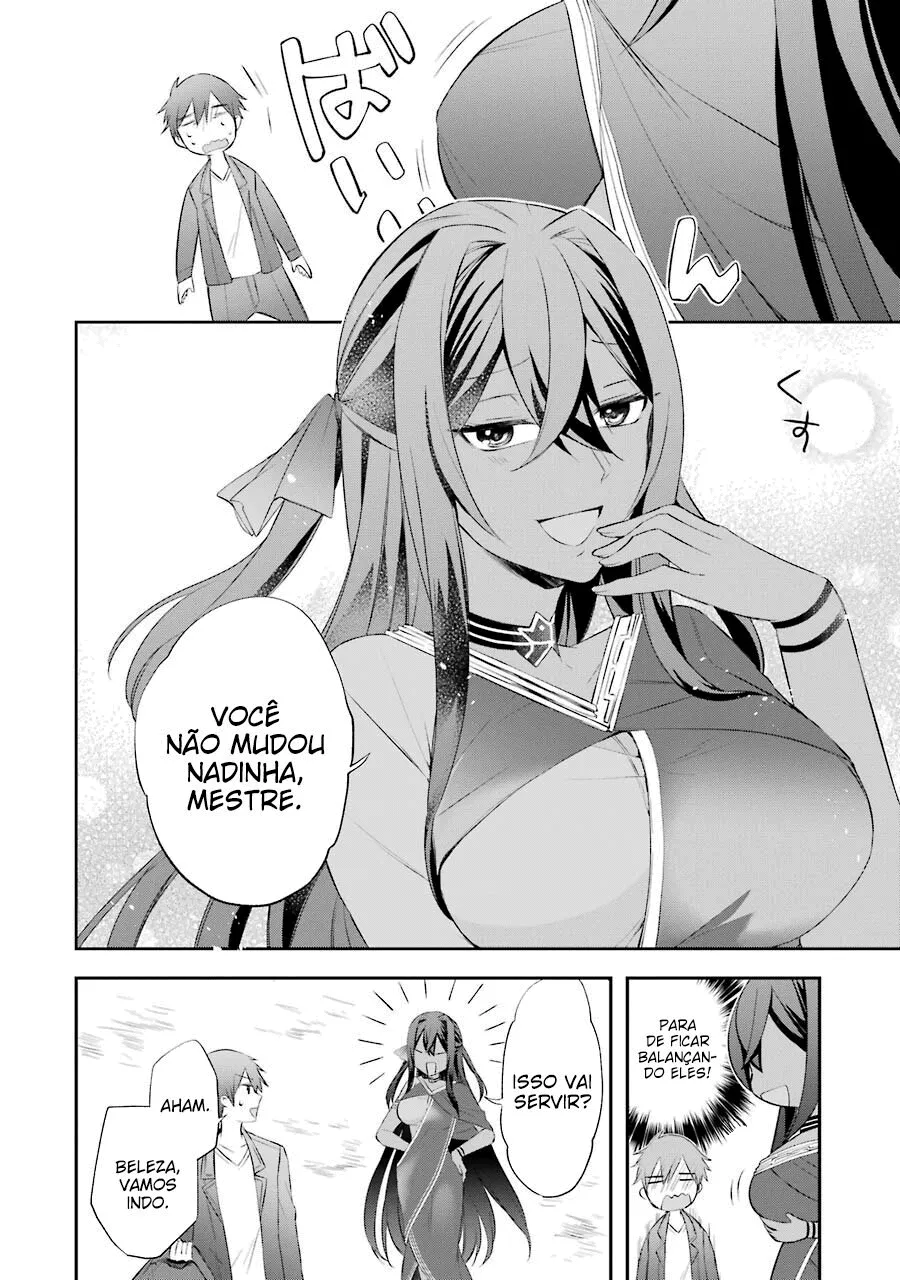 ばいん
くす
VOCÊ
NÃO MUDOU
NADINHA,
MESTRE.
PARA
DE FICAR
BALANÇAN-
DO ELES!
ISSO VAI
SERVIR?
AHAM.
BELEZA,
VAMOS
INDO.